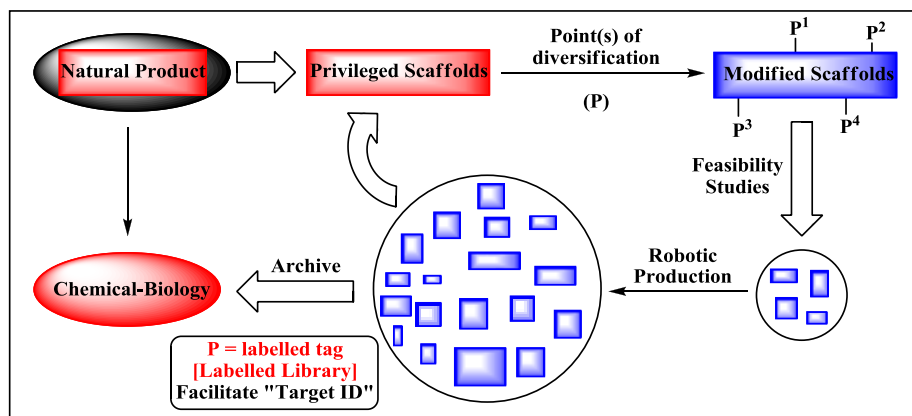 Natural Product
Privileged Scaffolds
Point(s) of
diversification
(P)
P1
P2
Modified Scaffolds
P3
P4
Feasibility
Studies
Robotic
Production
Archive
Chemical-Biology
P = labelled tag
[Labelled Library]
Facilitate "Target ID"